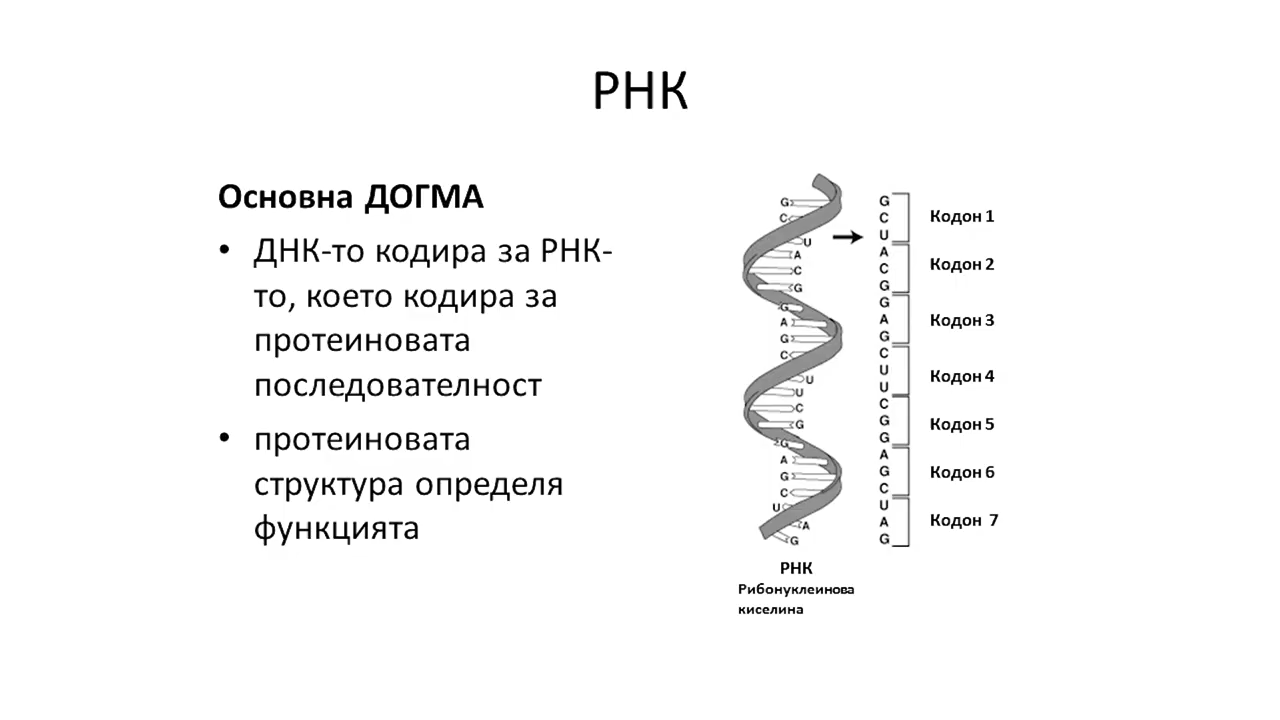 РНК
Основна ДОГМА
• ДНК-то кодира за РНК-
то, което кодира за
протеиновата
последователност
• протеиновата
структура определя
функцията
G
C
U
A
C
G
G
A
G
C
U
U
C
G
G
A
G
C
U
A
G
G
C
U
A
C
G
G
A
G
C
U
U
C
G
G
A
G
C
U
A
G
Кодон 1
Кодон 2
Кодон 3
Кодон 4
Кодон 5
Кодон 6
Кодон 7
РНК
Рибонуклеинова
киселина